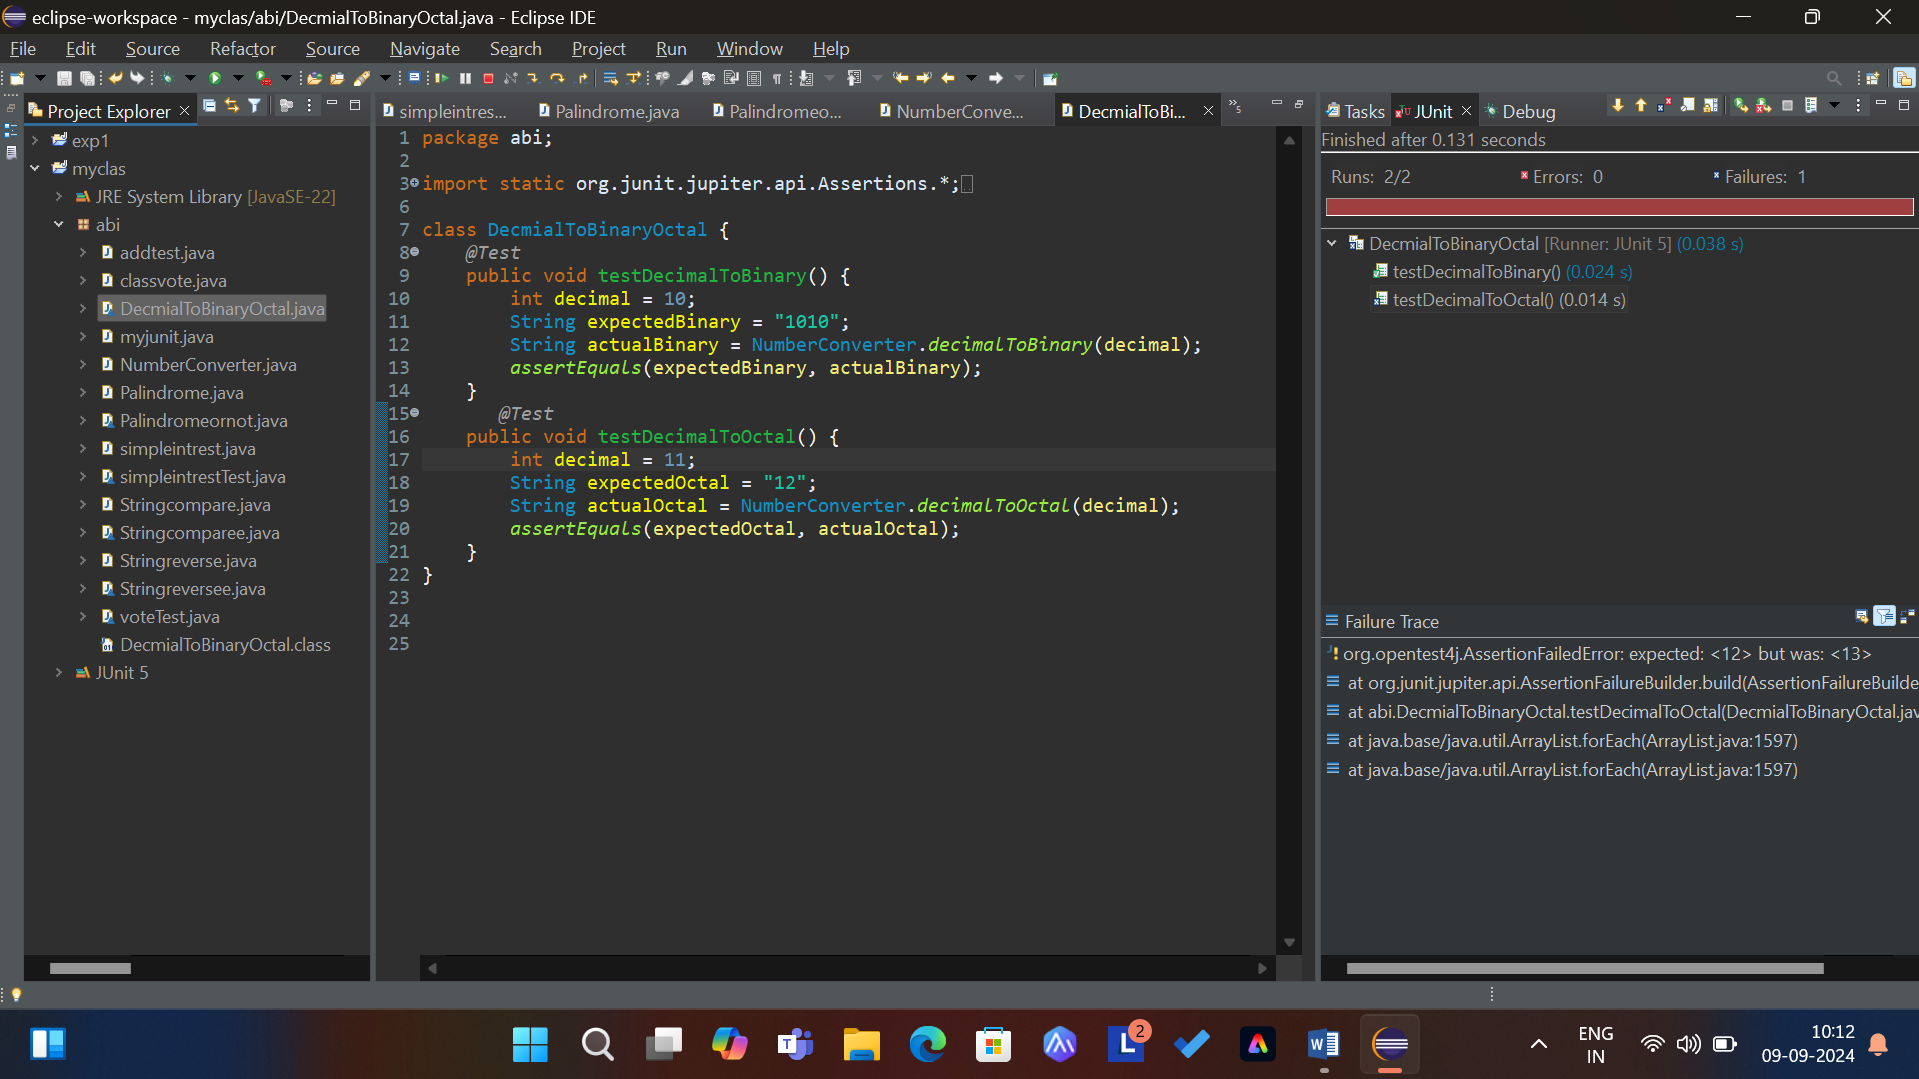 eclipse-workspace - myclas/abi/DecmialToBinaryOctal.java - Eclipse IDE
File Edit Source Refactor Source Navigate Search Project Run Window Help
Project Explorer
exp1
myclas
JRE System Library [JavaSE-22]
abi
addtest.java
classvote.java
DecmialToBinaryOctal.java
myjunit.java
NumberConverter.java
Palindrome.java
Palindromeornot.java
simpleintrest.java
simpleintrestTest.java
Stringcompare.java
Stringcomparee.java
Stringreverse.java
Stringreversee.java
voteTest.java
DecmialToBinaryOctal.class
JUnit 5
simpleintres... Palindrome.java Palindromeo... NumberConve... DecmialToBi... »5
1 package abi;
2
3 import static org.junit.jupiter.api.Assertions.*;
6
7 class DecmialToBinaryOctal {
8 @Test
9 public void testDecimalToBinary() {
10 int decimal = 10;
11 String expectedBinary = "1010";
12 String actualBinary = NumberConverter.decimalToBinary(decimal);
13 assertEquals(expectedBinary, actualBinary);
14 }
15 @Test
16 public void testDecimalToOctal() {
17 int decimal = 11;
18 String expectedOctal = "12";
19 String actualOctal = NumberConverter.decimalToOctal(decimal);
20 assertEquals(expectedOctal, actualOctal);
21 }
22 }
23
24
25
Tasks JUnit Debug
Finished after 0.131 seconds
Runs: 2/2 Errors: 0 Failures: 1
DecmialToBinaryOctal [Runner: JUnit 5] (0.038 s)
testDecimalToBinary() (0.024 s)
testDecimalToOctal() (0.014 s)
Failure Trace
org.opentest4j.AssertionFailedError: expected: <12> but was: <13>
at org.junit.jupiter.api.AssertionFailureBuilder.build(AssertionFailureBuilde
at abi.DecmialToBinaryOctal.testDecimalToOctal(DecmialToBinaryOctal.jav
at java.base/java.util.ArrayList.forEach(ArrayList.java:1597)
at java.base/java.util.ArrayList.forEach(ArrayList.java:1597)
ENG
IN
10:12
09-09-2024
2